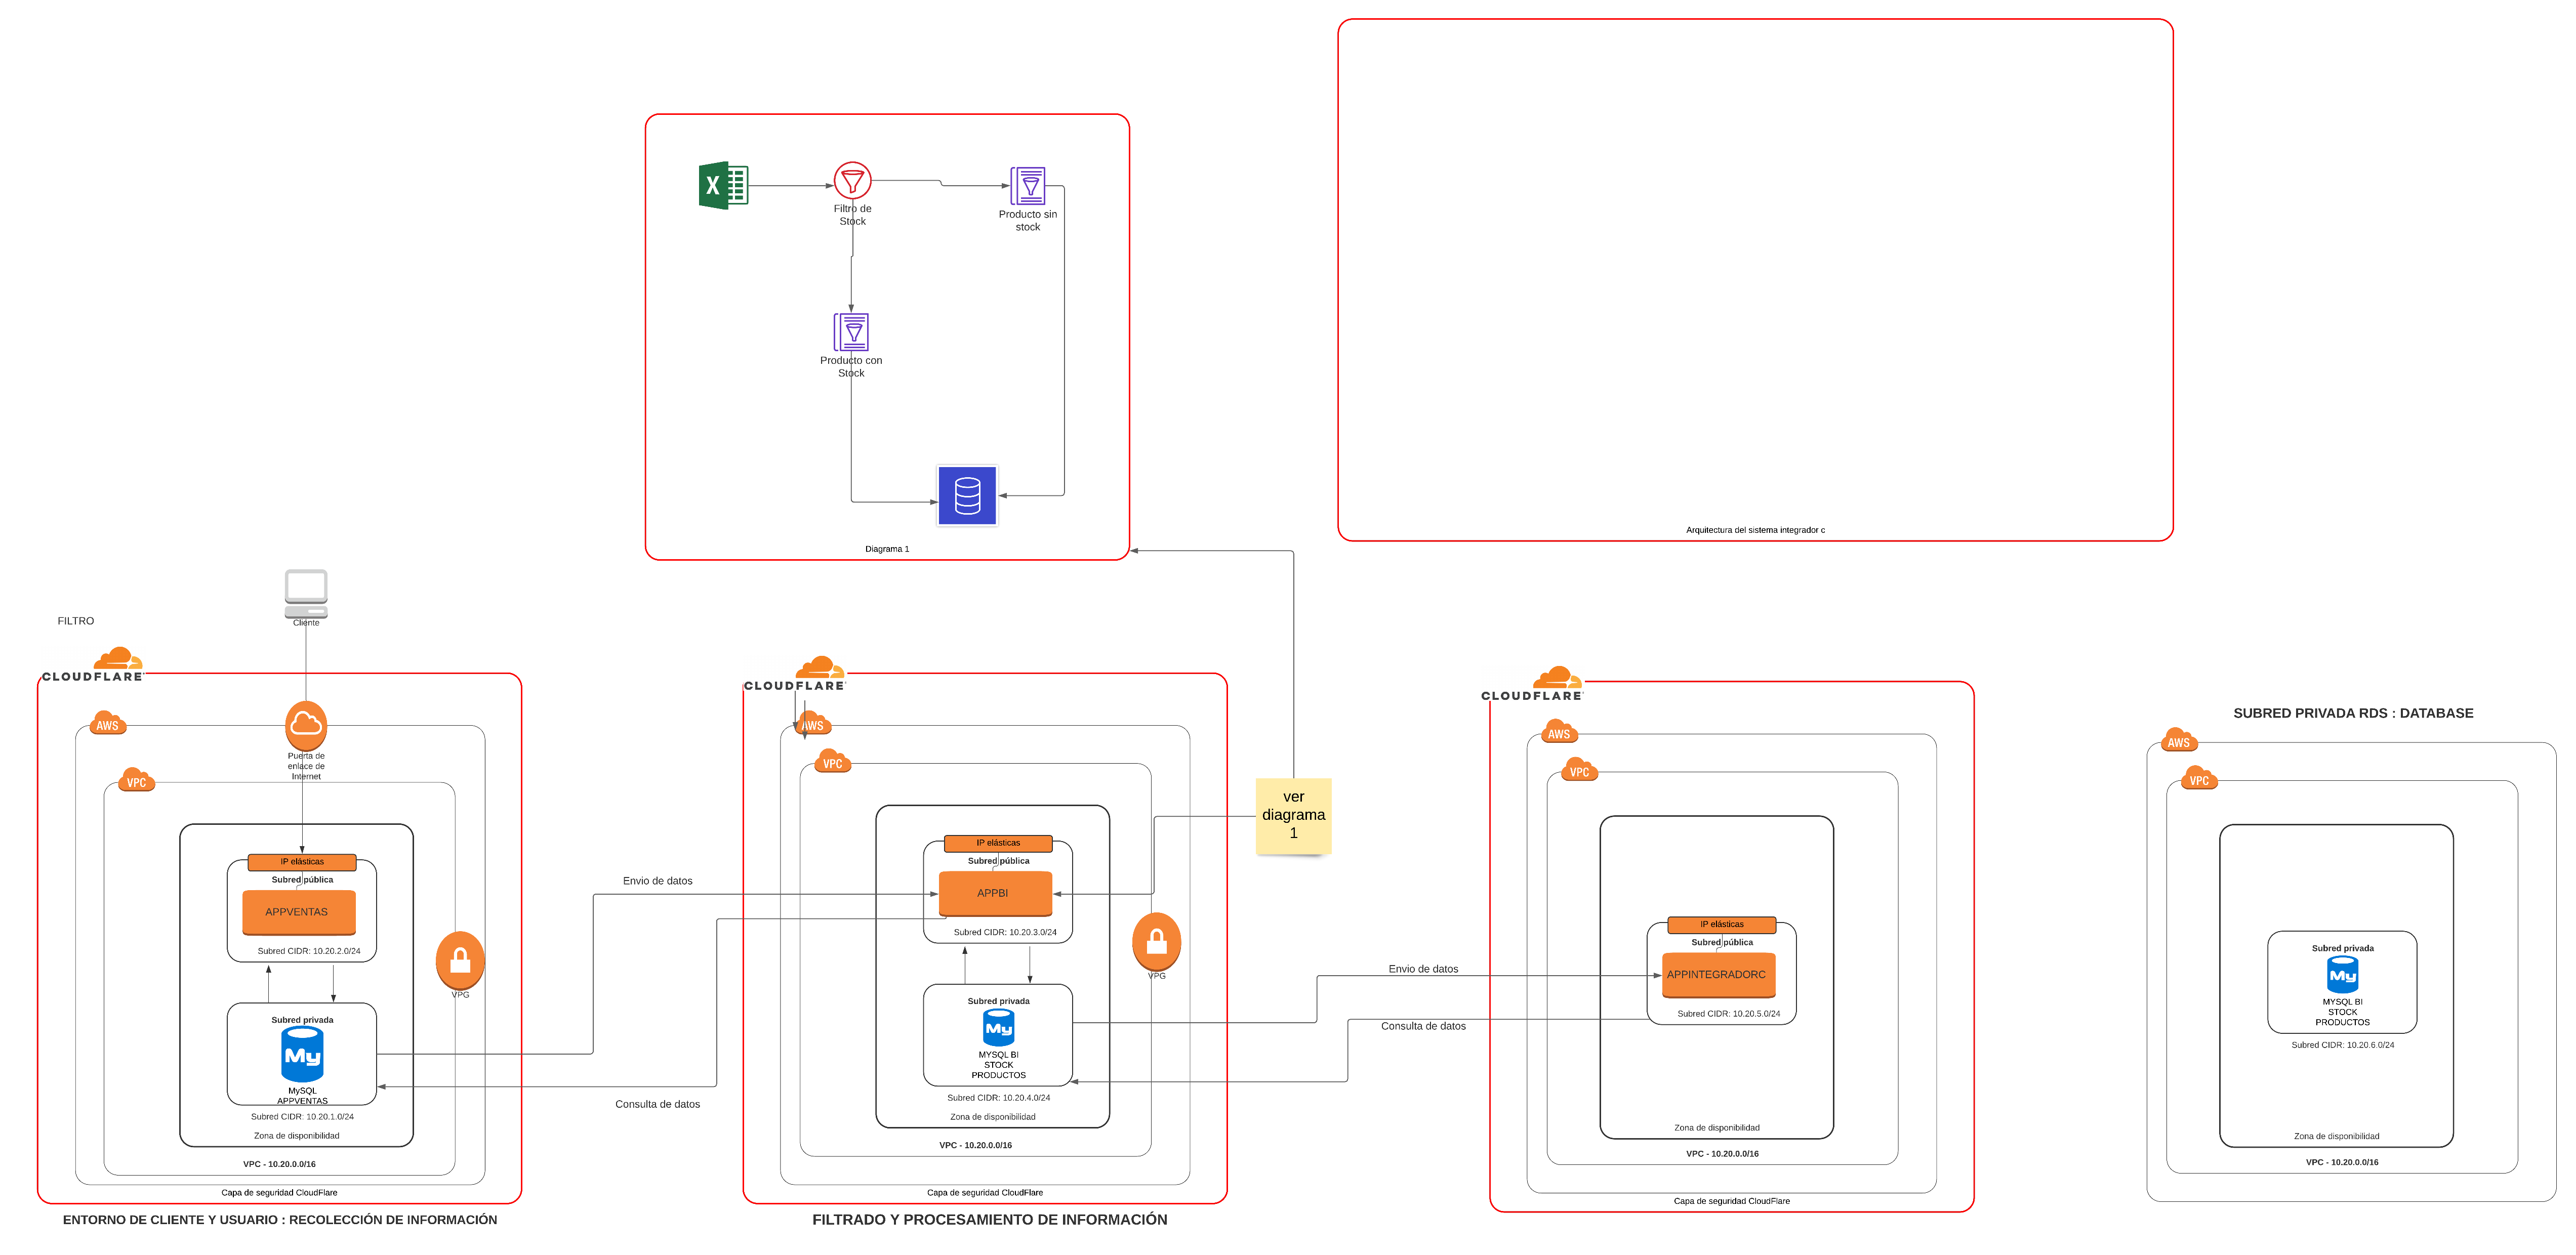 X
Filtro de
Stock
Producto sin
stock
Producto con
Stock
Diagrama 1
Arquitectura del sistema integrador c
FILTRO
Cliente
CLOUDFLARE
AWS
Puerta de
enlace de
Internet
VPC
IP elásticas
Subred pública
APPVENTAS
Subred CIDR: 10.20.2.0/24
VPG
Subred privada
My
MySQL
APPVENTAS
Subred CIDR: 10.20.1.0/24
Zona de disponibilidad
VPC - 10.20.0.0/16
Capa de seguridad CloudFlare
ENTORNO DE CLIENTE Y USUARIO : RECOLECCIÓN DE INFORMACIÓN
Envio de datos
Consulta de datos
CLOUDFLARE
AWS
VPC
IP elásticas
Subred pública
APPBI
Subred CIDR: 10.20.3.0/24
VPG
Subred privada
My
MYSQL BI
STOCK
PRODUCTOS
Subred CIDR: 10.20.4.0/24
Zona de disponibilidad
VPC - 10.20.0.0/16
Capa de seguridad CloudFlare
FILTRADO Y PROCESAMIENTO DE INFORMACIÓN
ver
diagrama
1
Envio de datos
Consulta de datos
CLOUDFLARE
AWS
VPC
IP elásticas
Subred pública
APPINTEGRADORC
Subred CIDR: 10.20.5.0/24
Zona de disponibilidad
VPC - 10.20.0.0/16
Capa de seguridad CloudFlare
SUBRED PRIVADA RDS : DATABASE
AWS
VPC
Subred privada
My
MYSQL BI
STOCK
PRODUCTOS
Subred CIDR: 10.20.6.0/24
Zona de disponibilidad
VPC - 10.20.0.0/16